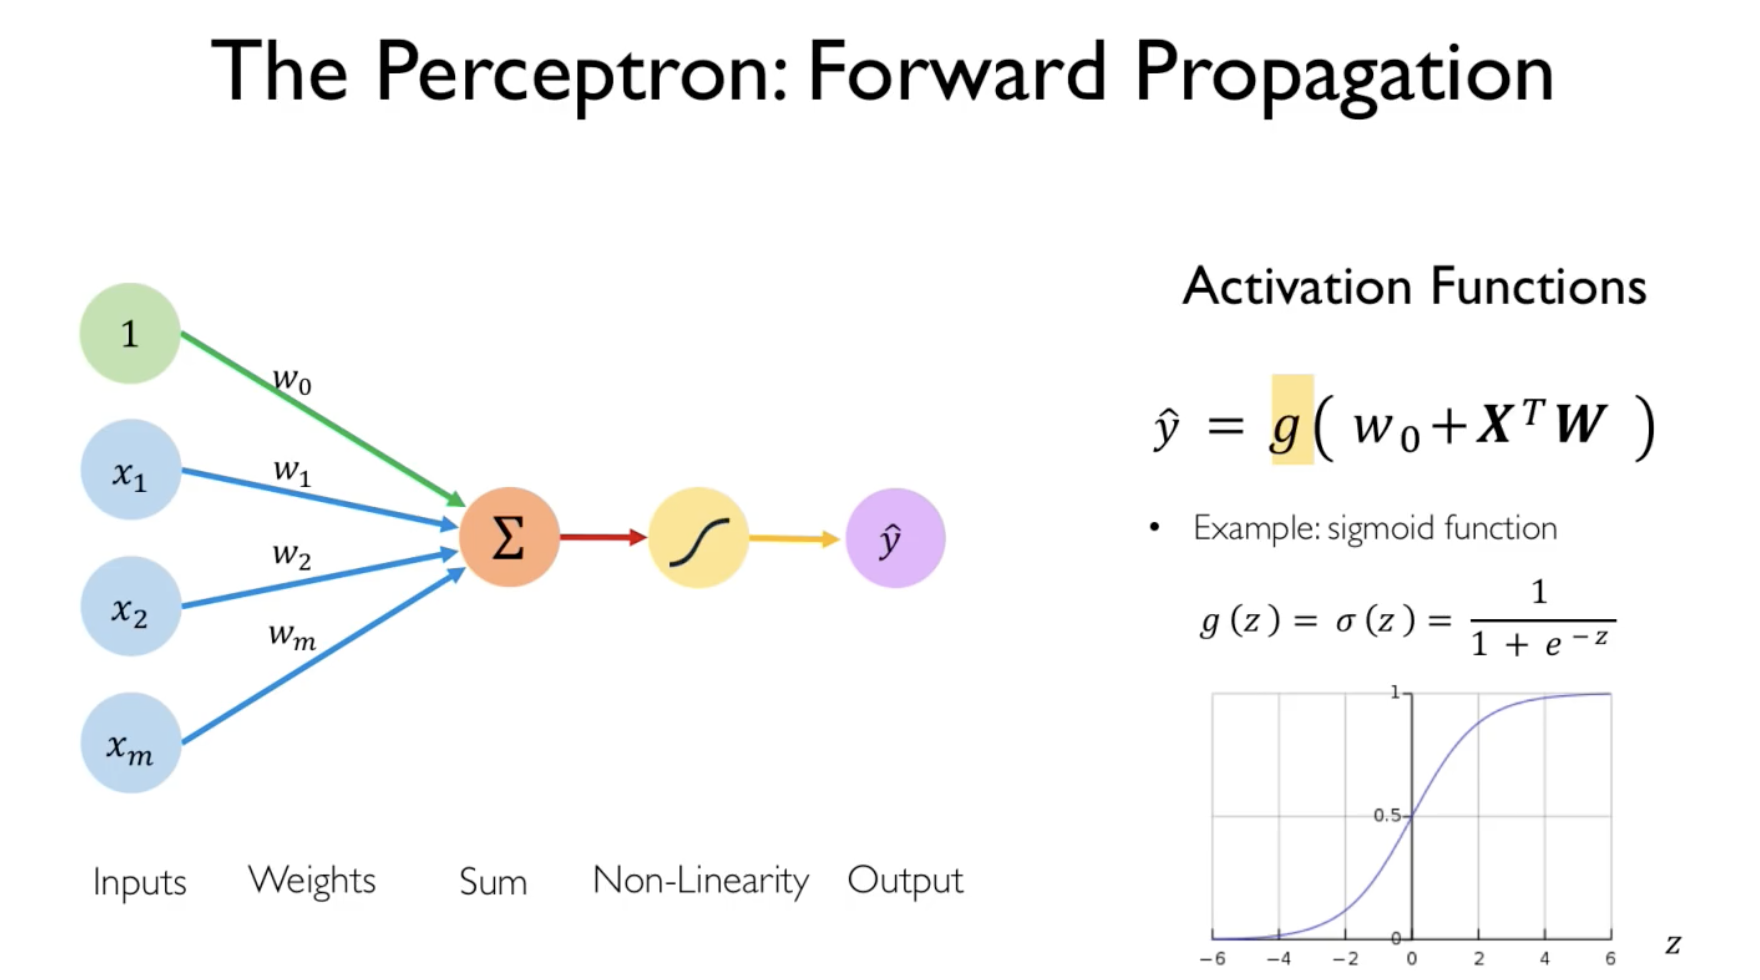 The Perceptron: Forward Propagation
1
w₀
x₁
w₁
x₂
w₂
xₘ
wₘ
Σ
ŷ
Inputs Weights Sum Non-Linearity Output
Activation Functions
ŷ = g ( w₀ + Xᵀ W )
• Example: sigmoid function
g (z) = σ (z) = 1 / (1 + e⁻ᶻ)
1
0.5
0
−6 −4 −2 0 2 4 6
z